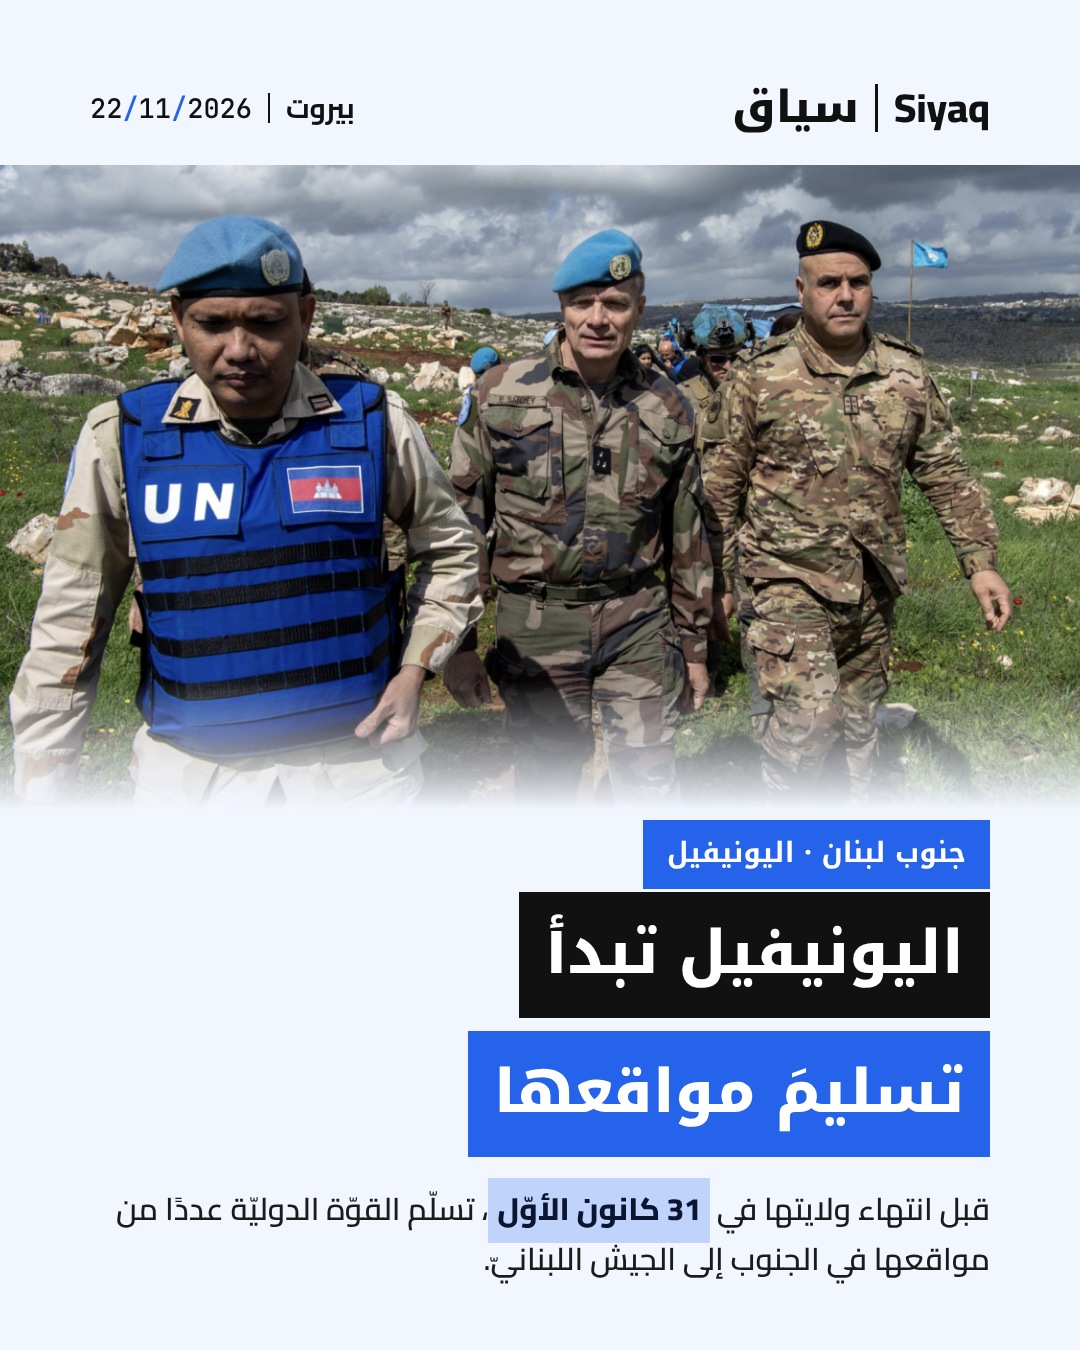 Siyaq | سياق
بيروت | 22/11/2026
UN
P. SANDEY
جنوب لبنان · اليونيفيل
اليونيفيل تبدأ
تسليمَ مواقعها
قبل انتهاء ولايتها في 31 كانون الأوّل، تسلّم القوّة الدوليّة عددًا من
مواقعها في الجنوب إلى الجيش اللبنانيّ.